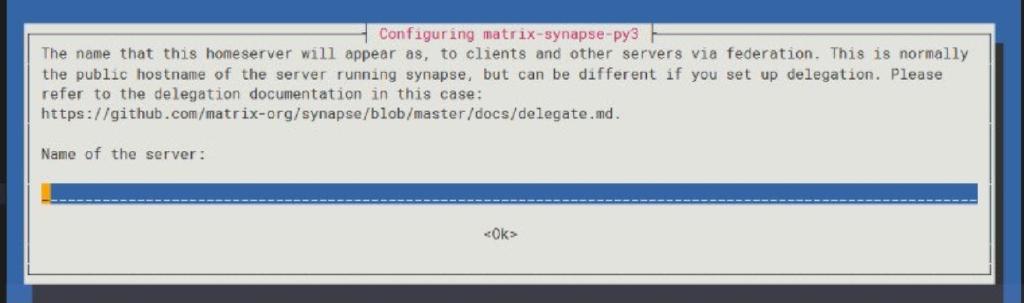 Configuring matrix-synapse-py3
The name that this homeserver will appear as, to clients and other servers via federation. This is normally
the public hostname of the server running synapse, but can be different if you set up delegation. Please
refer to the delegation documentation in this case:
https://github.com/matrix-org/synapse/blob/master/docs/delegate.md.
Name of the server:
<Ok>